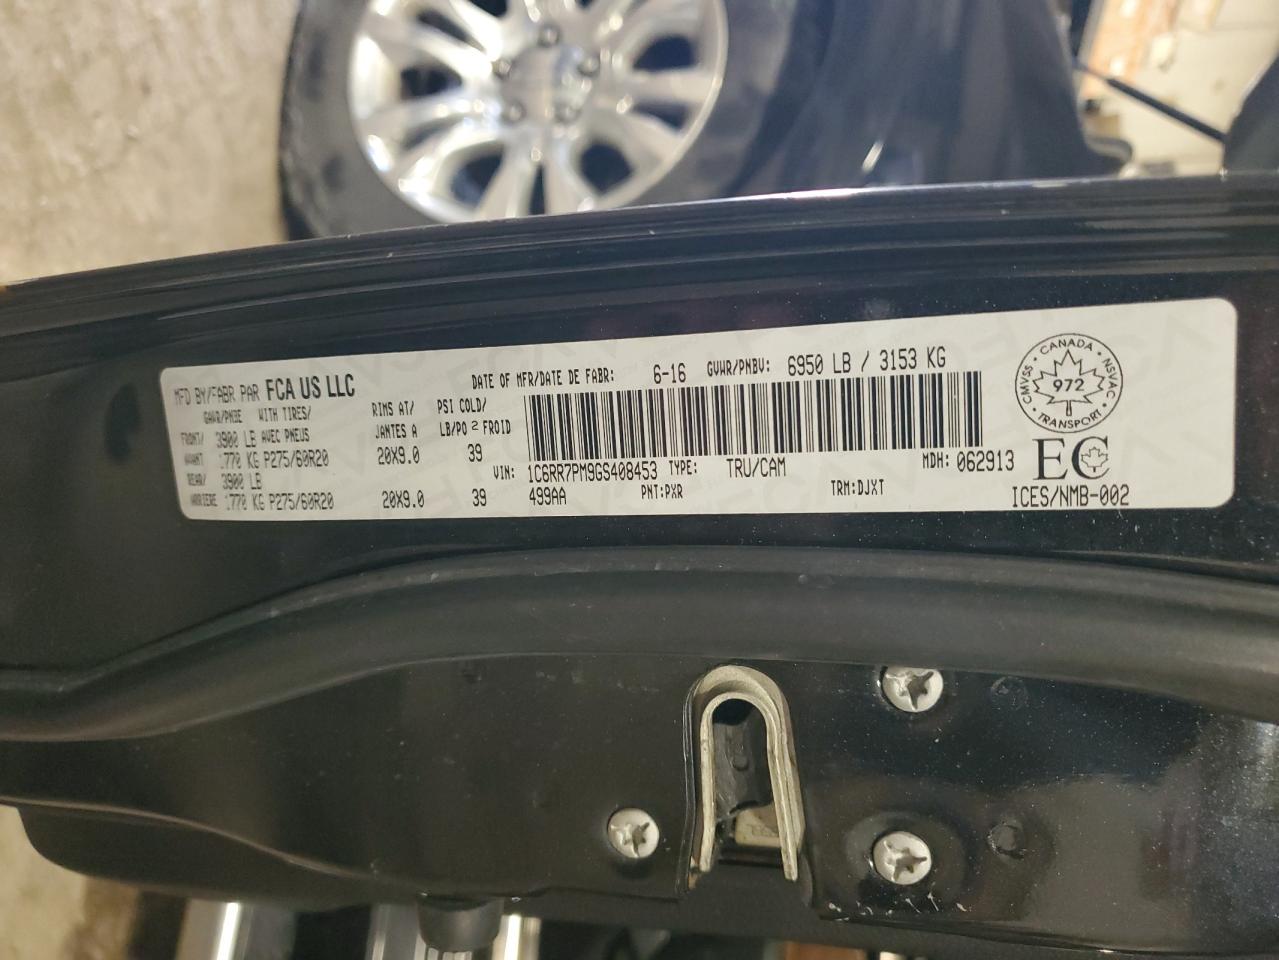 MFD BY/FABR PAR FCA US LLC
DATE OF MFR/DATE DE FABR: 6-16 GVWR/PNBV: 6950 LB / 3153 KG
GAWR/PNBE WITH TIRES/ RIMS AT/ PSI COLD/
FRONT/ 3900 LB AVEC PNEUS JANTES A LB/PO2 FROID
AVANT 1770 KG P275/60R20 20X9.0 39
REAR/ 3900 LB
ARRIERE 1770 KG P275/60R20 20X9.0 39
VIN: 1C6RR7PM9GS408453 TYPE: TRU/CAM MDH: 062913
499AA PNT:PXR TRM:DJXT
CANADA
CMVSS NSVAC
972
TRANSPORT
EC
ICES/NMB-002